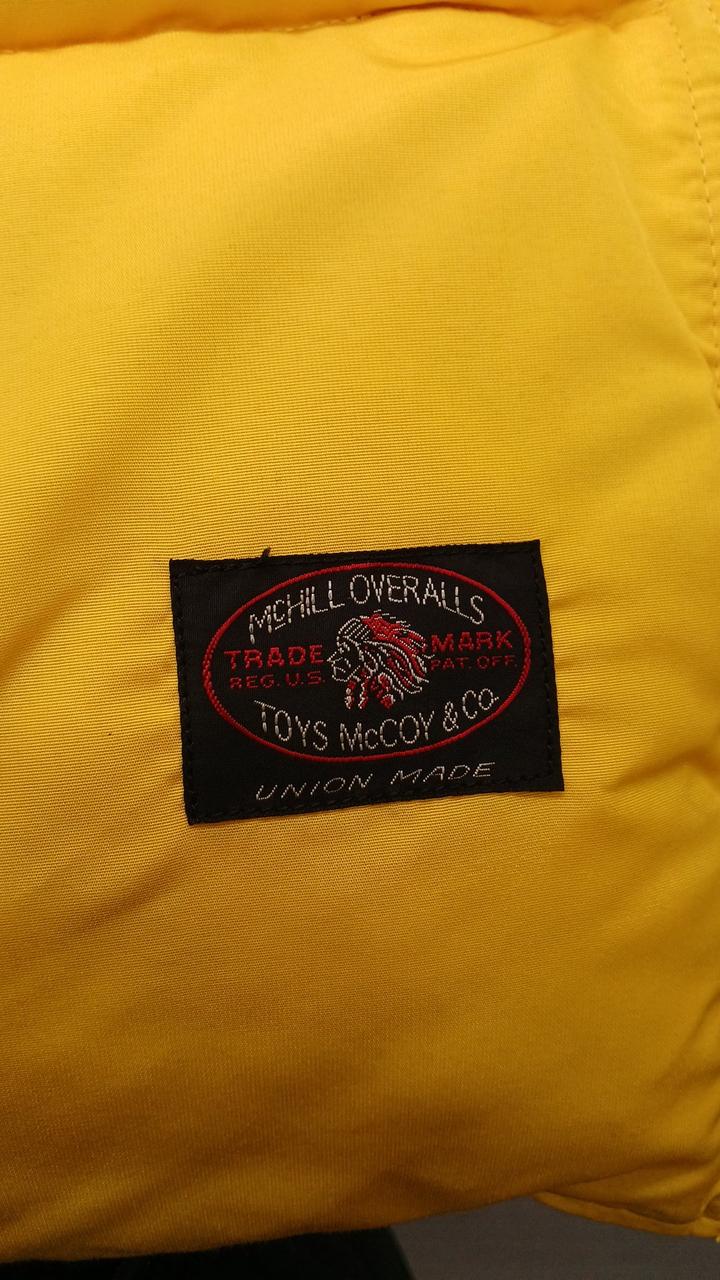 McHILL OVERALLS
TRADE MARK
REG. U.S. PAT. OFF.
TOYS McCOY & Co.
UNION MADE